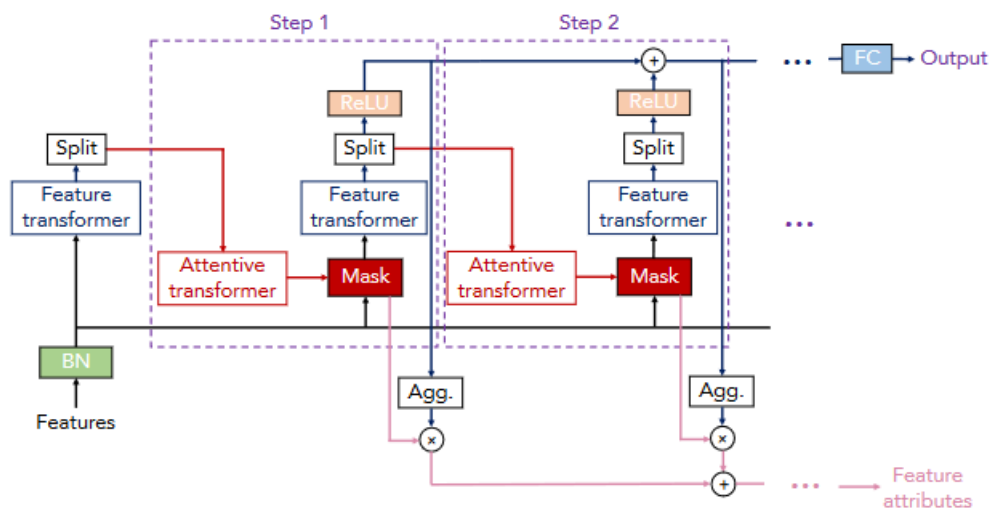 Step 1
Step 2
...
FC
Output
ReLU
ReLU
Split
Split
Split
Feature
transformer
Feature
transformer
Feature
transformer
...
Attentive
transformer
Mask
Attentive
transformer
Mask
BN
Features
Agg.
Agg.
×
×
+
+
...
Feature
attributes